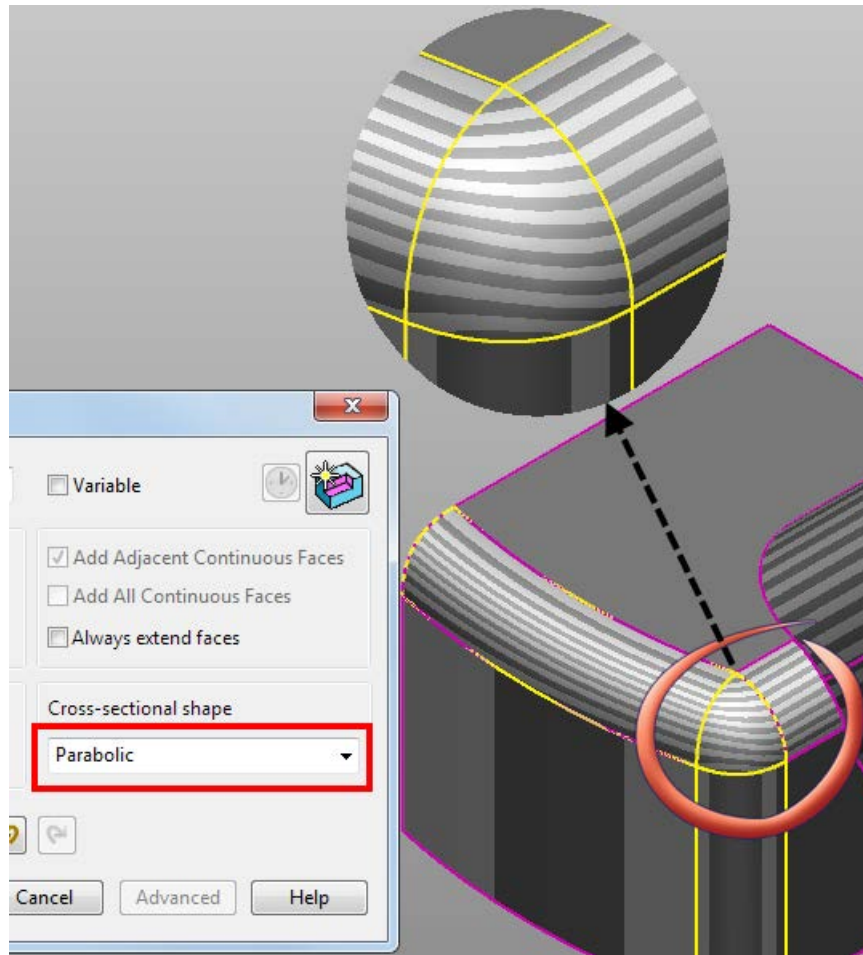 Variable
Add Adjacent Continuous Faces
Add All Continuous Faces
Always extend faces
Cross-sectional shape
Parabolic
Cancel
Advanced
Help